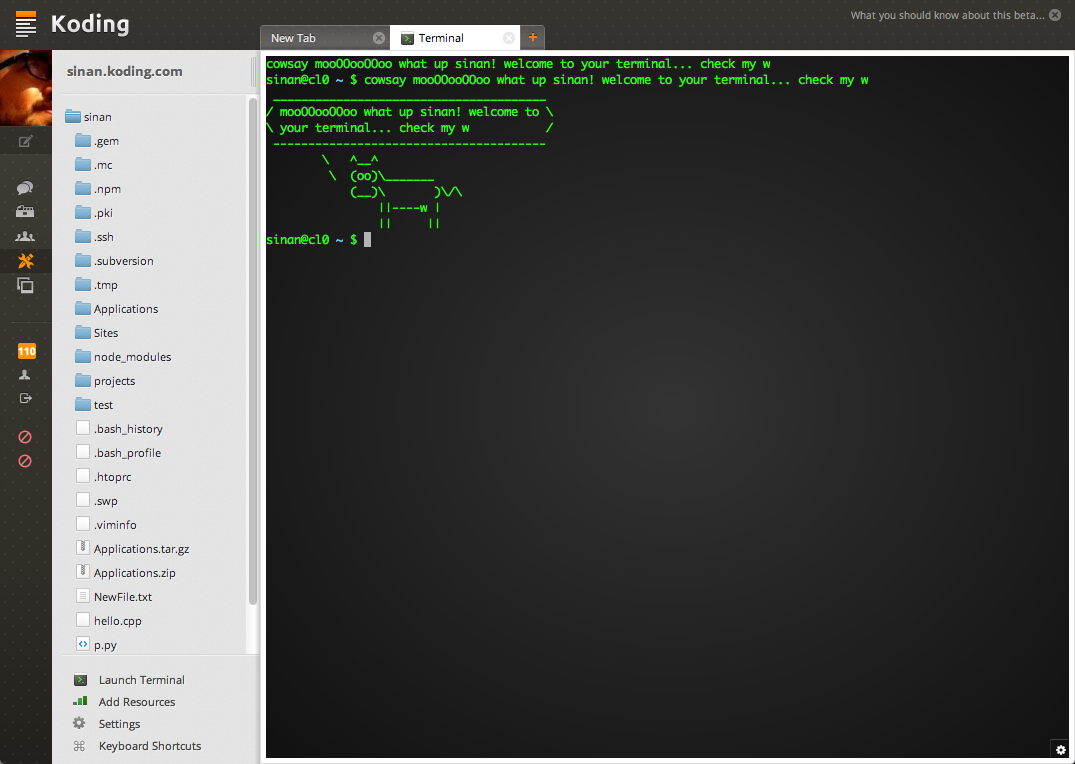 Koding
What you should know about this beta...
New Tab
Terminal
+
sinan.koding.com
sinan
.gem
.mc
.npm
.pki
.ssh
.subversion
.tmp
Applications
Sites
node_modules
projects
test
.bash_history
.bash_profile
.htoprc
.swp
.viminfo
Applications.tar.gz
Applications.zip
NewFile.txt
hello.cpp
p.py
Launch Terminal
Add Resources
Settings
Keyboard Shortcuts
110
cowsay mooOOooOOoo what up sinan! welcome to your terminal... check my w
sinan@cl0 ~ $ cowsay mooOOooOOoo what up sinan! welcome to your terminal... check my w
 _______________________________________
/ mooOOooOOoo what up sinan! welcome to \
\ your terminal... check my w           /
 ---------------------------------------
        \   ^__^
         \  (oo)\_______
            (__)\       )\/\
                ||----w |
                ||     ||
sinan@cl0 ~ $